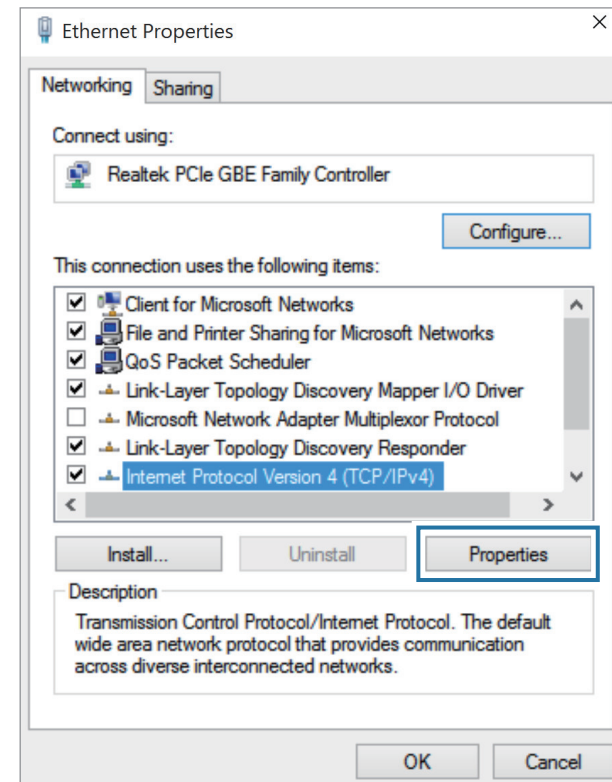 Ethernet Properties
Networking
Sharing
Connect using:
Realtek PCIe GBE Family Controller
Configure...
This connection uses the following items:
Client for Microsoft Networks
File and Printer Sharing for Microsoft Networks
QoS Packet Scheduler
Link-Layer Topology Discovery Mapper I/O Driver
Microsoft Network Adapter Multiplexor Protocol
Link-Layer Topology Discovery Responder
Internet Protocol Version 4 (TCP/IPv4)
Install...
Uninstall
Properties
Description
Transmission Control Protocol/Internet Protocol. The default
wide area network protocol that provides communication
across diverse interconnected networks.
OK
Cancel